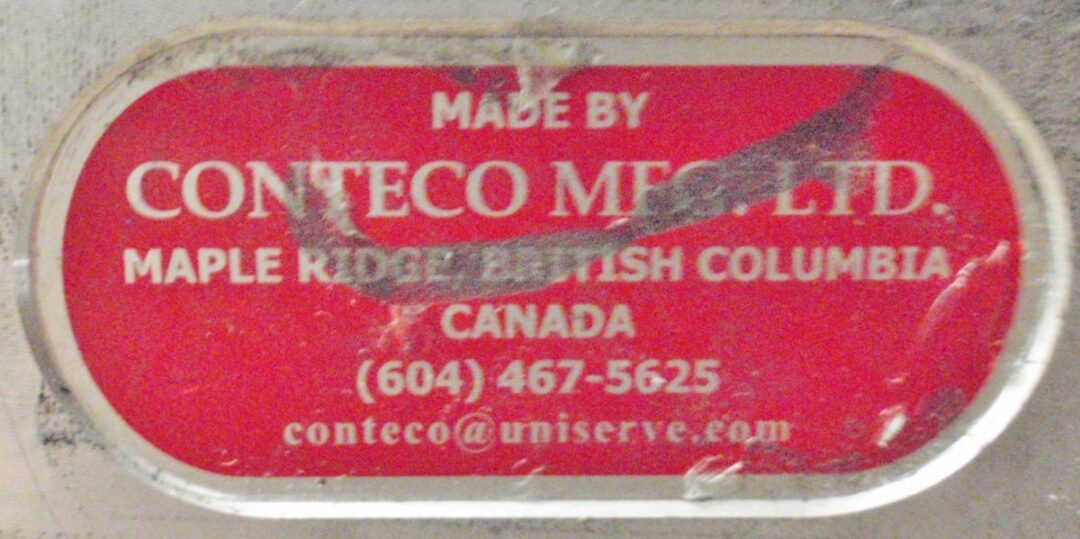 MADE BY
CONTECO MFG. LTD.
MAPLE RIDGE, BRITISH COLUMBIA
CANADA
(604) 467-5625
conteco@uniserve.com